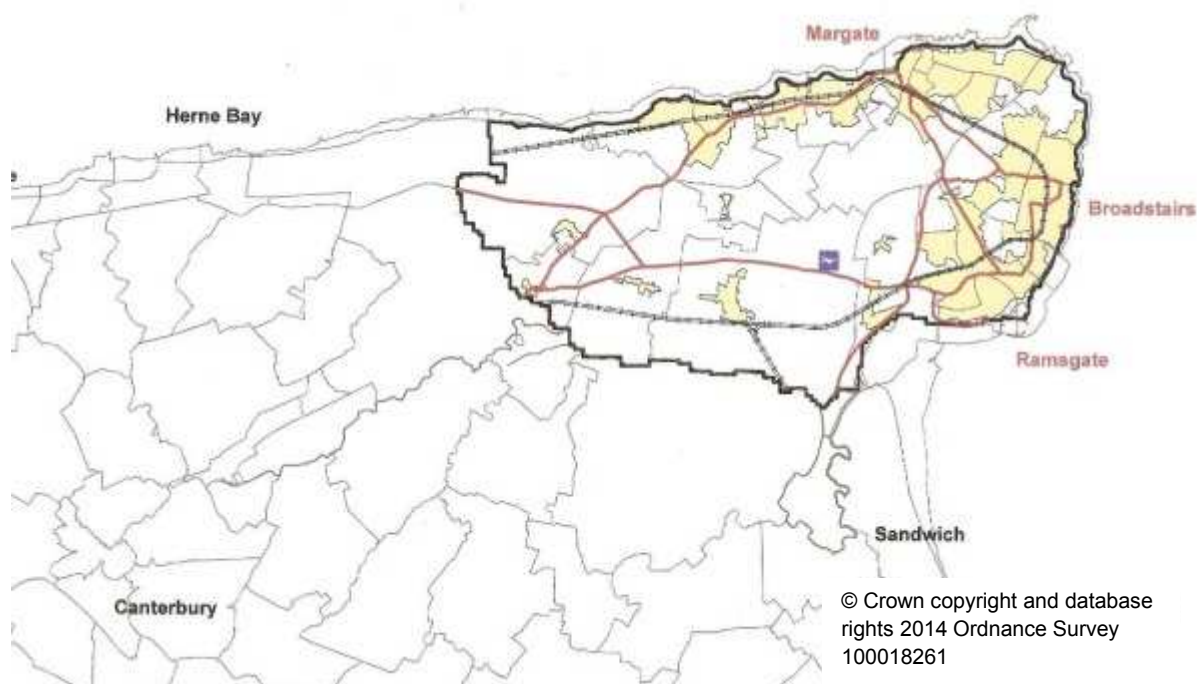 Margate
Herne Bay
Broadstairs
Ramsgate
Sandwich
Canterbury
© Crown copyright and database
rights 2014 Ordnance Survey
100018261